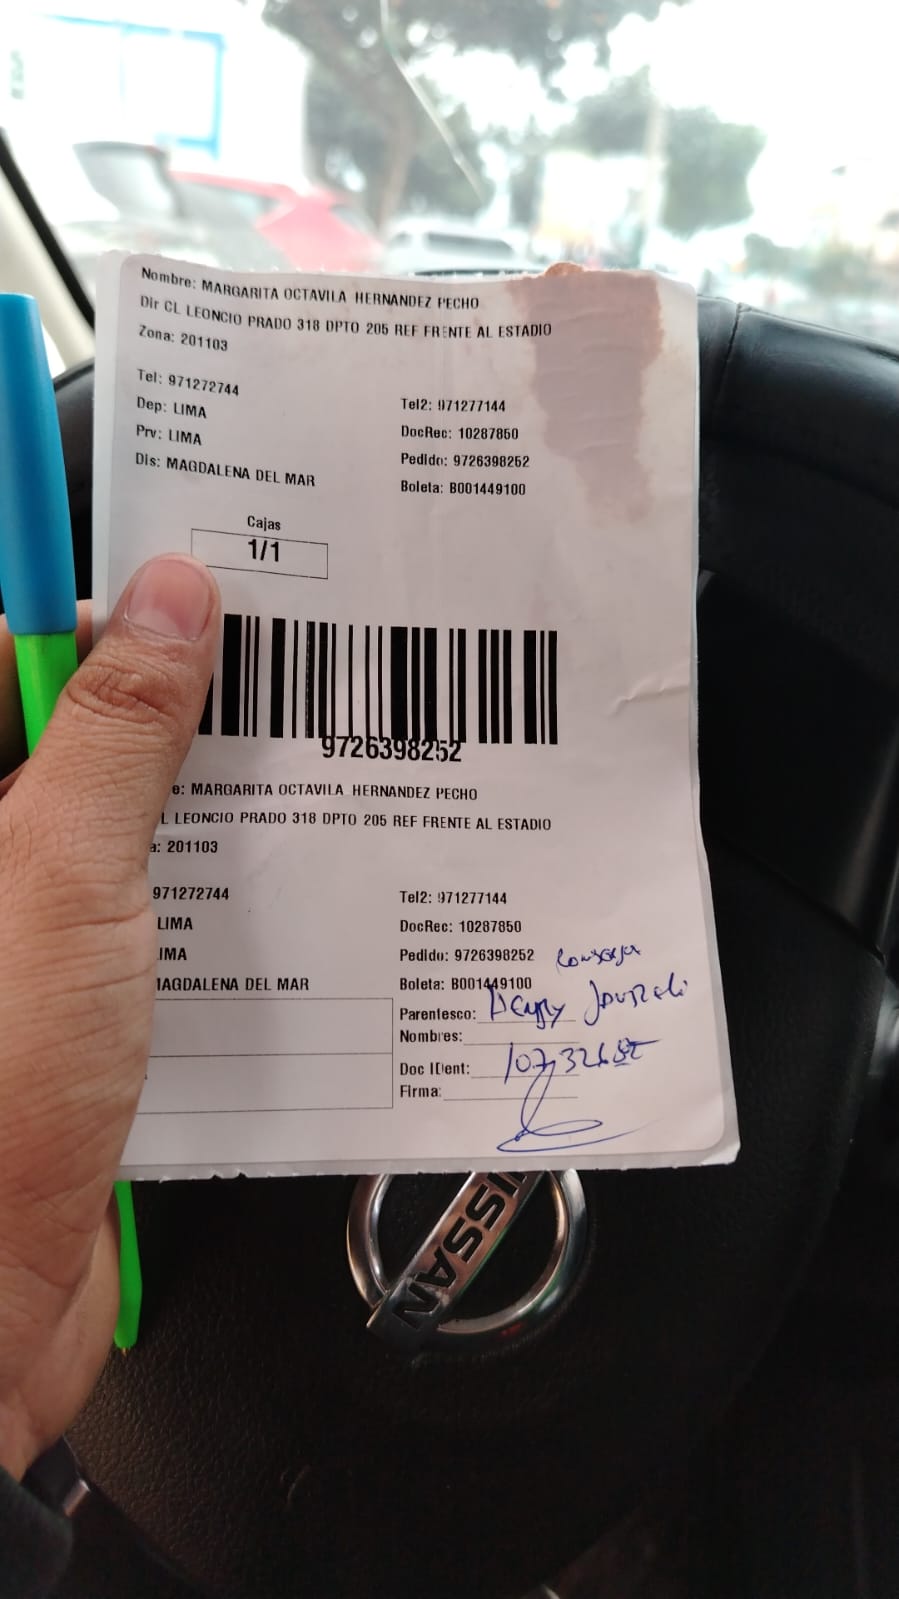 Nombre: MARGARITA OCTAVILA HERNANDEZ PECHO
Dir CL LEONCIO PRADO 318 DPTO 205 REF FRENTE AL ESTADIO
Zona: 201103
Tel: 971272744
Tel2: 971277144
Dep: LIMA
DocRec: 10287850
Prv: LIMA
Pedido: 9726398252
Dis: MAGDALENA DEL MAR
Boleta: B001449100
Cajas
1/1
9726398252
e: MARGARITA OCTAVILA HERNANDEZ PECHO
L LEONCIO PRADO 318 DPTO 205 REF FRENTE AL ESTADIO
a: 201103
971272744
Tel2: 971277144
LIMA
DocRec: 10287850
IMA
Pedido: 9726398252
MAGDALENA DEL MAR
Boleta: B001449100
Parentesco: Henry
Nombres:
Doc IDent:
Firma:
NISSAN